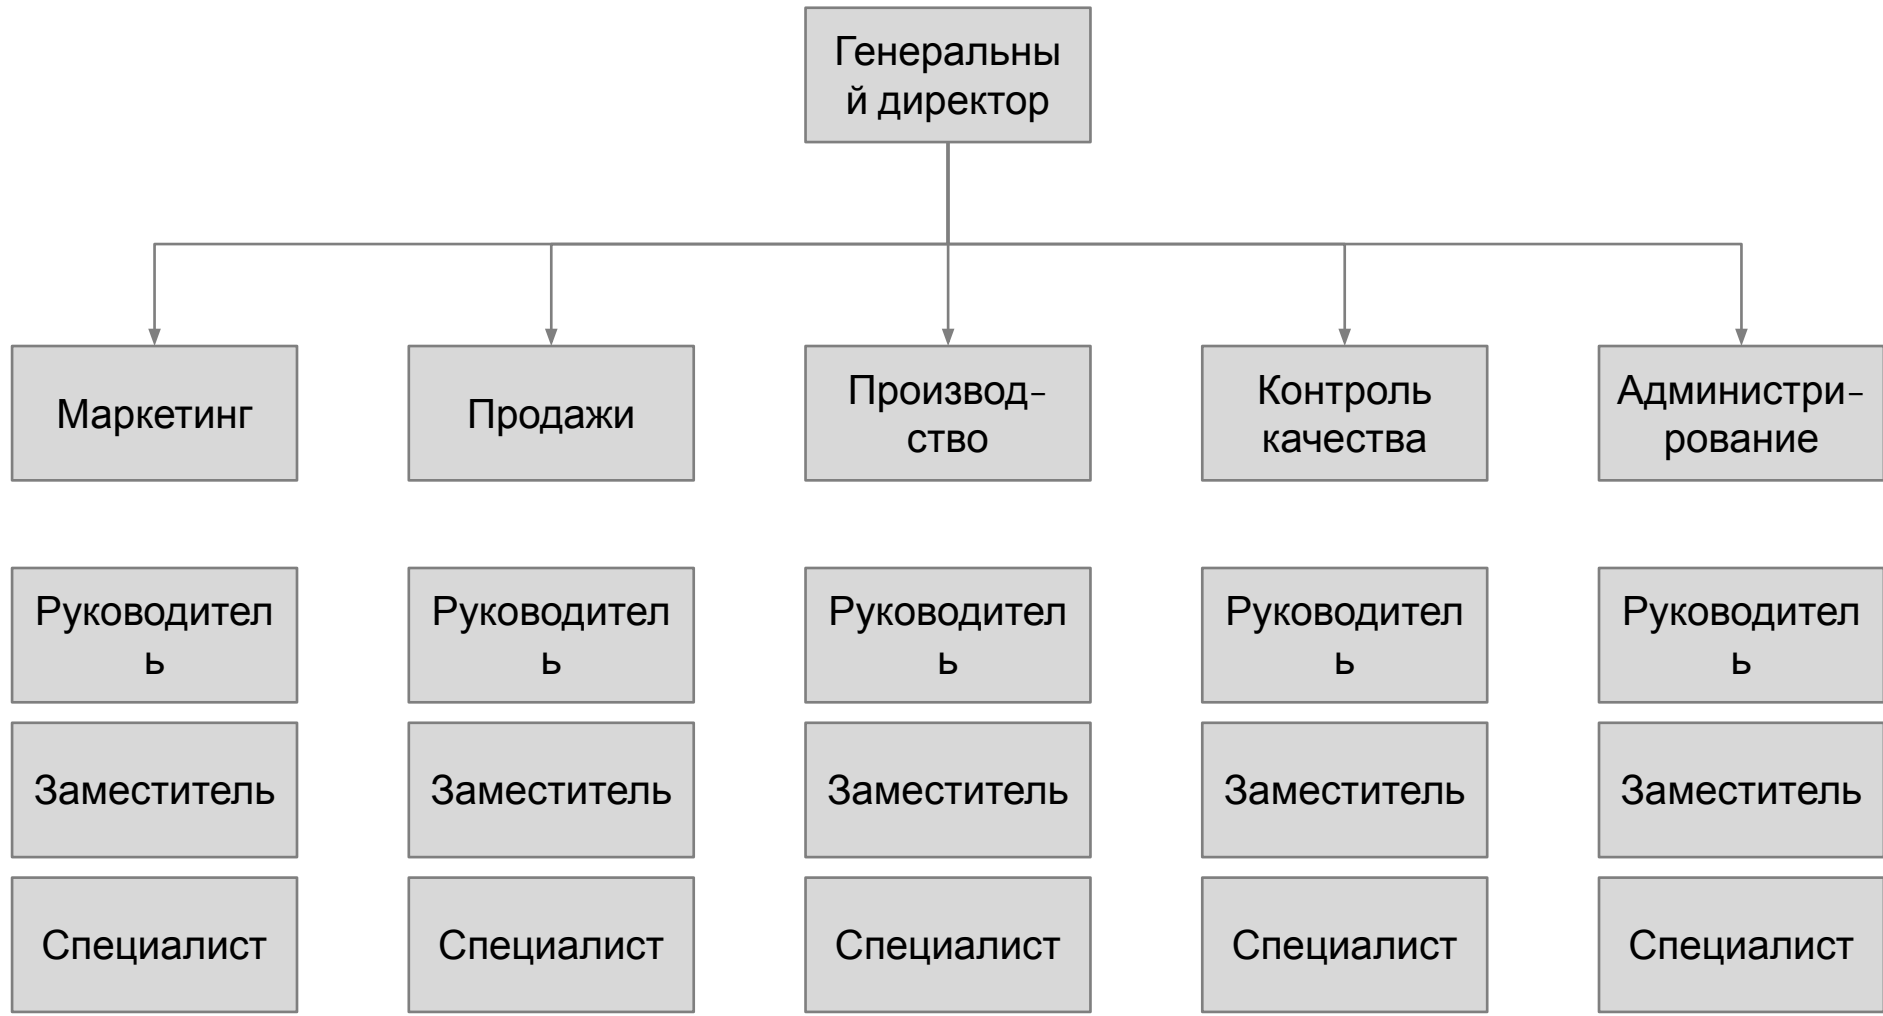 Генеральны
й директор
Маркетинг
Продажи
Производ-
ство
Контроль
качества
Администри-
рование
Руководител
ь
Руководител
ь
Руководител
ь
Руководител
ь
Руководител
ь
Заместитель
Заместитель
Заместитель
Заместитель
Заместитель
Специалист
Специалист
Специалист
Специалист
Специалист